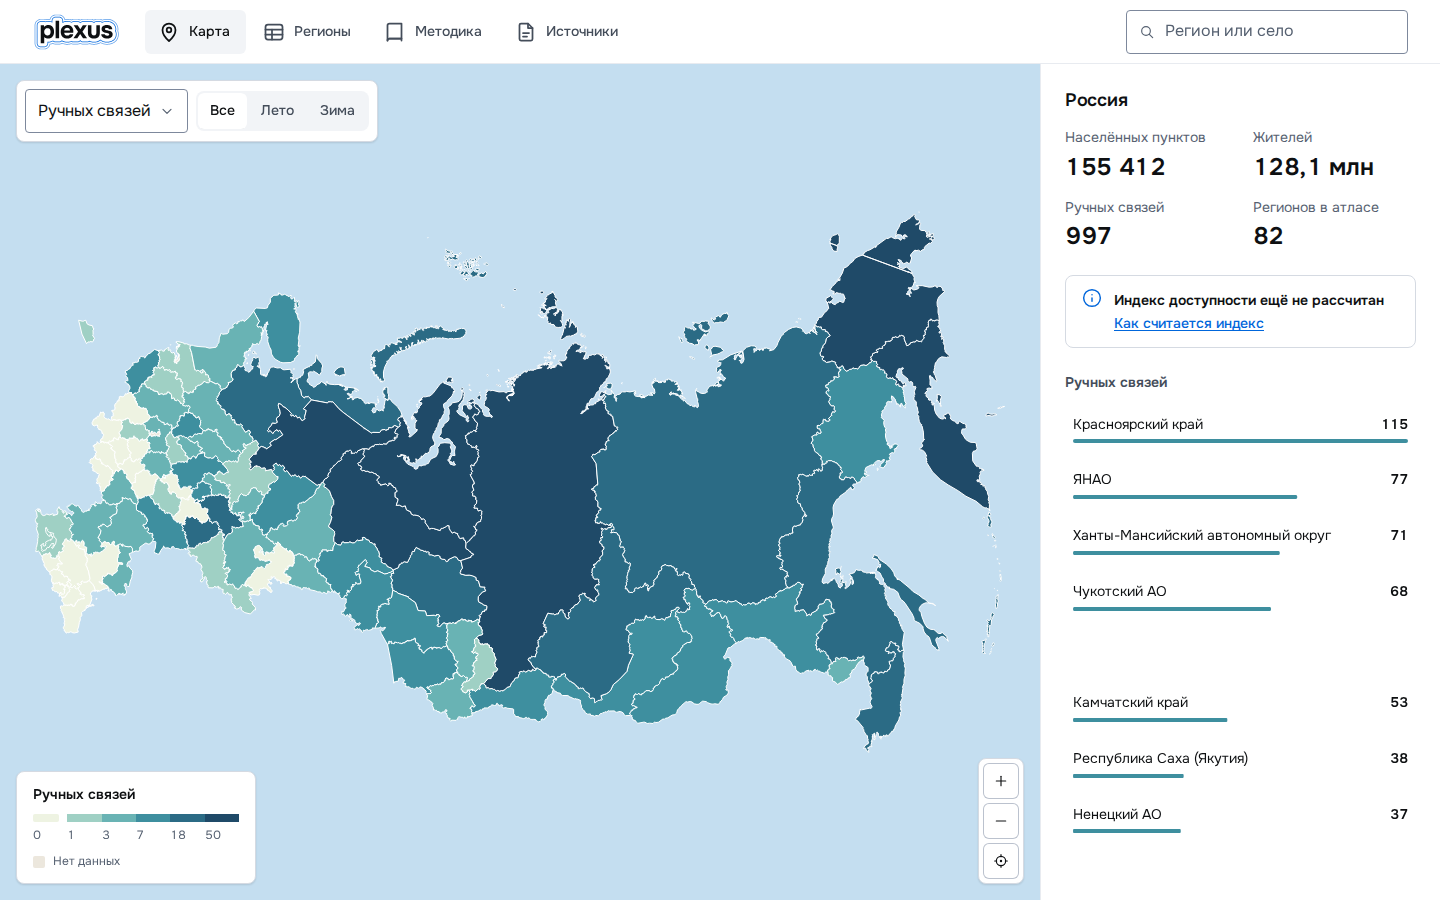 plexus
Карта
Регионы
Методика
Источники
Регион или село
Ручных связей
Все
Лето
Зима
Россия
Населённых пунктов
Жителей
155 412
128,1 млн
Ручных связей
Регионов в атласе
997
82
Индекс доступности ещё не рассчитан
Как считается индекс
Ручных связей
Красноярский край 115
ЯНАО 77
Ханты-Мансийский автономный округ 71
Чукотский АО 68
Камчатский край 53
Республика Саха (Якутия) 38
Ненецкий АО 37
Ручных связей
0 1 3 7 18 50
Нет данных